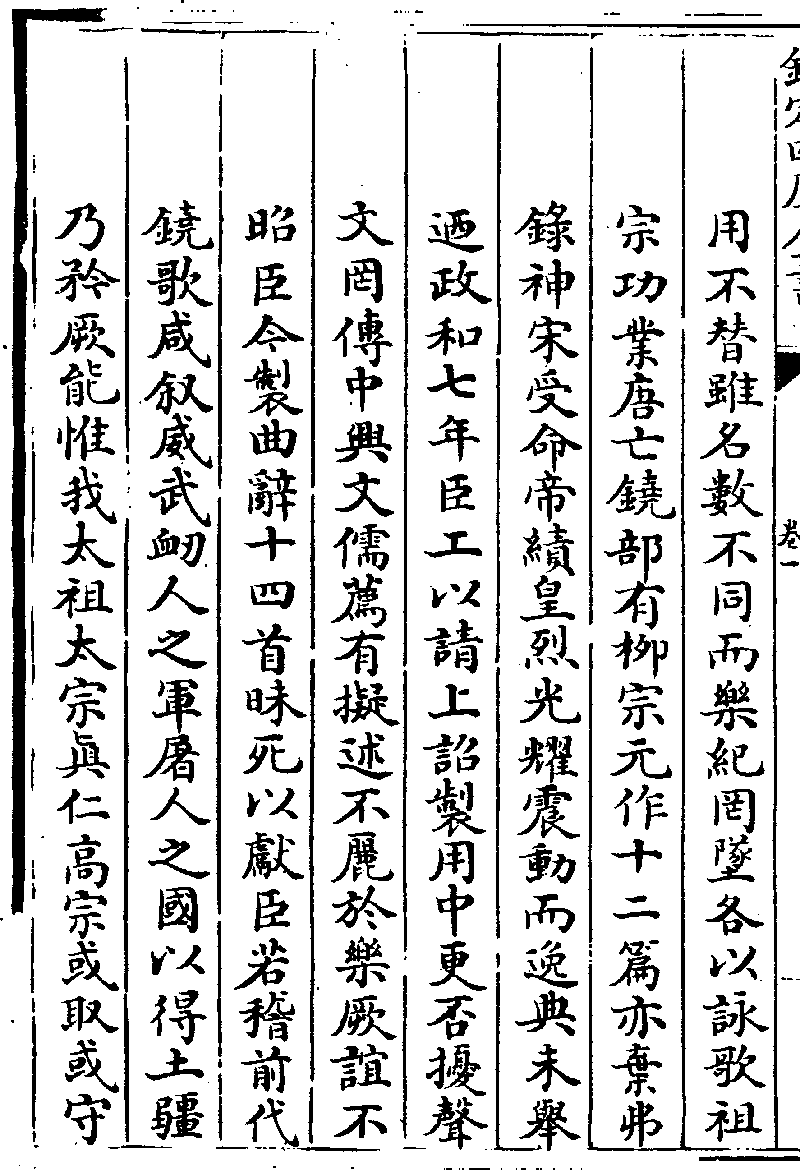 欽定四庫全書
卷一
用不替雖名數不同而樂紀罔墜各以詠歌祖
宗功業唐亡鐃部有栁宗元作十二篇亦棄弗
錄神宋受命帝績皇烈光耀震動而逸典未舉
迺政和七年臣工以請上詔製用中更否擾聲
文罔傳中興文儒薦有擬述不麗於樂厥誼不
昭臣今製曲辭十四首昧死以獻臣若稽前代
鐃歌咸叙威武衂人之軍屠人之國以得土疆
乃矜厥能惟我太祖太宗眞仁高宗或取或守